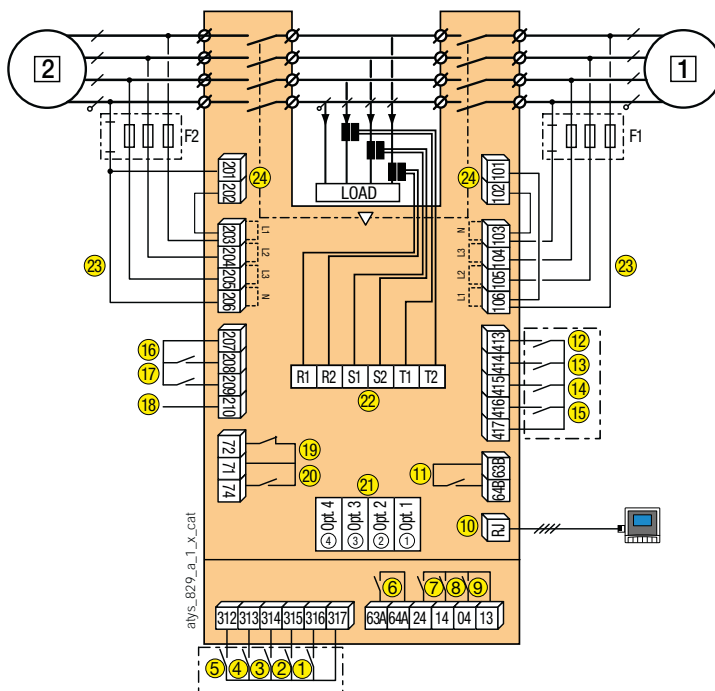 2
1
F2
F1
201
202
24
24
101
102
LOAD
203
204
205
206
L1
L2
L3
N
N
L3
L2
L1
103
104
105
106
23
23
16
17
18
207
208
209
210
R1 R2 S1 S2 T1 T2
22
413
414
415
416
417
12
13
14
15
72
71
74
19
20
21
Opt. 4 Opt. 3 Opt. 2 Opt. 1
4 3 2 1
11
63B
64B
10
RJ
atys_829_a_1_x_cat
6 7 8 9
312 313 314 315 316 317
63A 64A 24 14 04 13
5 4 3 2 1